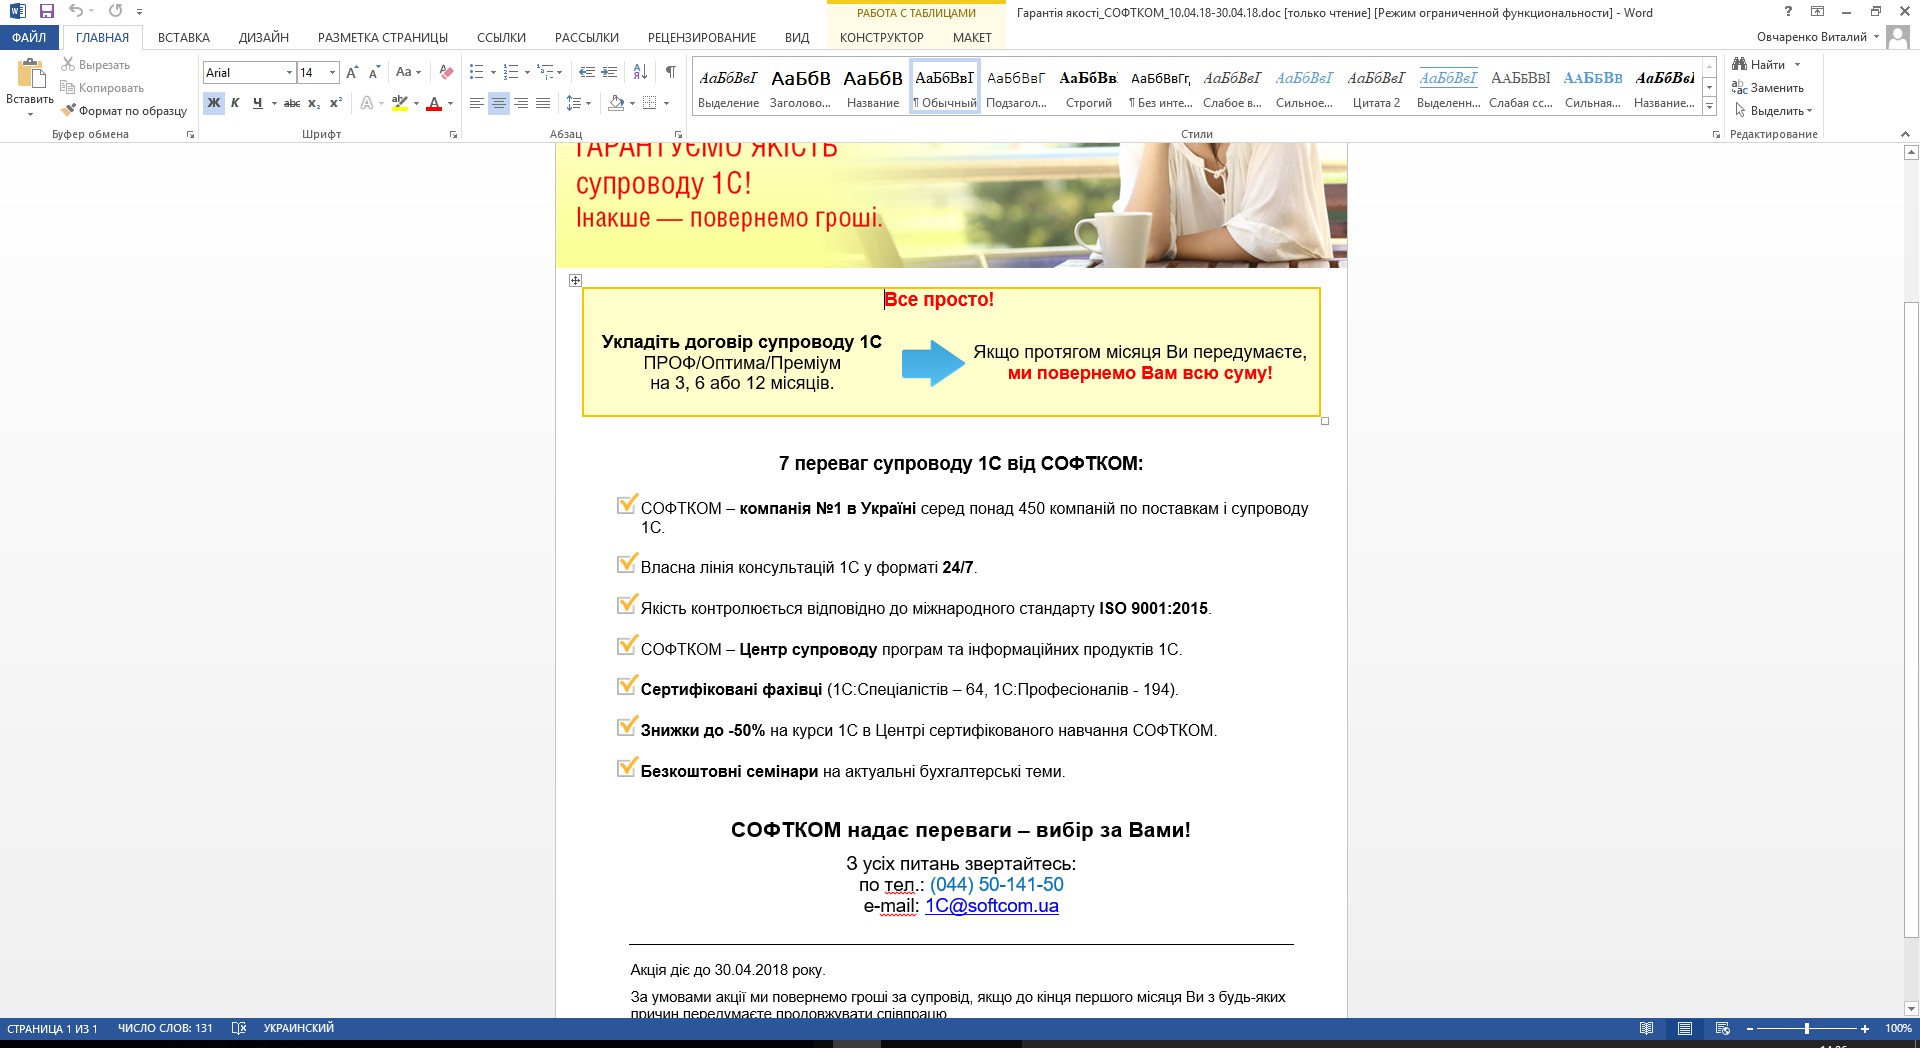 РАБОТА С ТАБЛИЦАМИ
Гарантія якості_СОФТКОМ_10.04.18-30.04.18.doc [только чтение] [Режим ограниченной функциональности] - Word
ФАЙЛ ГЛАВНАЯ ВСТАВКА ДИЗАЙН РАЗМЕТКА СТРАНИЦЫ ССЫЛКИ РАССЫЛКИ РЕЦЕНЗИРОВАНИЕ ВИД КОНСТРУКТОР МАКЕТ Овчаренко Виталий
Вставить
Вырезать
Копировать
Формат по образцу
Буфер обмена
Arial 14
Ж К Ч abc x₂ x²
Шрифт
Абзац
АаБбВвІ АаБбВ АаБбВ АаБбВвІ АаБбВвГ АаБбВв АаБбВвГг, АаБбВвІ АаБбВвІ АаБбВвІ АаБбВвІ ААББВВІ ААББВВ АаБбВв
Выделение Заголово... Название ¶ Обычный Подзагол... Строгий ¶ Без инте... Слабое в... Сильное... Цитата 2 Выделенн... Слабая сс... Сильная... Название...
Стили
Найти
Заменить
Выделить
Редактирование
ГАРАНТУЄМО ЯКІСТЬ
супроводу 1С!
Інакше — повернемо гроші.
Все просто!
Укладіть договір супроводу 1С
ПРОФ/Оптима/Преміум
на 3, 6 або 12 місяців.
Якщо протягом місяця Ви передумаєте,
ми повернемо Вам всю суму!
7 переваг супроводу 1С від СОФТКОМ:
СОФТКОМ – компанія №1 в Україні серед понад 450 компаній по поставкам і супроводу
1С.
Власна лінія консультацій 1С у форматі 24/7.
Якість контролюється відповідно до міжнародного стандарту ISO 9001:2015.
СОФТКОМ – Центр супроводу програм та інформаційних продуктів 1С.
Сертифіковані фахівці (1С:Спеціалістів – 64, 1С:Професіоналів - 194).
Знижки до -50% на курси 1С в Центрі сертифікованого навчання СОФТКОМ.
Безкоштовні семінари на актуальні бухгалтерські теми.
СОФТКОМ надає переваги – вибір за Вами!
З усіх питань звертайтесь:
по тел.: (044) 50-141-50
e-mail: 1C@softcom.ua
Акція діє до 30.04.2018 року.
За умовами акції ми повернемо гроші за супровід, якщо до кінця першого місяця Ви з будь-яких
причин передумаєте продовжувати співпрацю
СТРАНИЦА 1 ИЗ 1 ЧИСЛО СЛОВ: 131 УКРАИНСКИЙ 100%